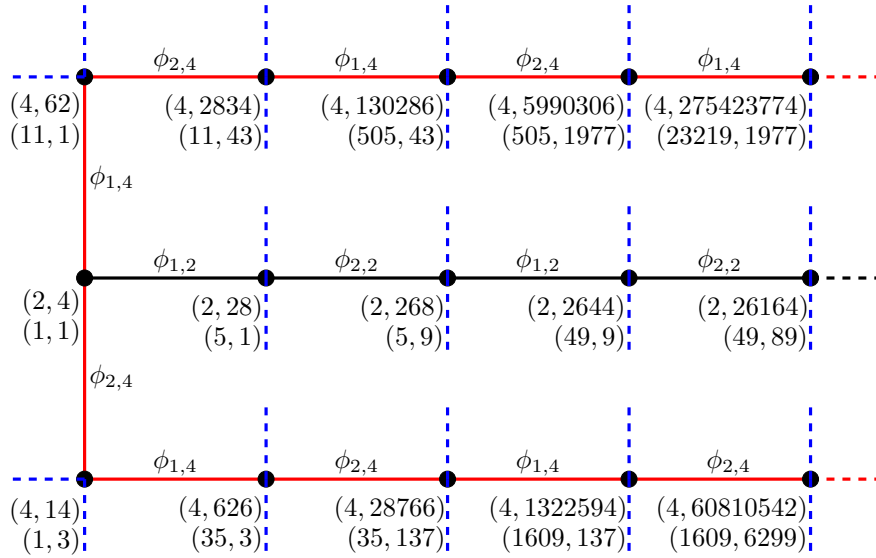 ϕ2,4 ϕ1,4 ϕ2,4 ϕ1,4
(4, 62) (4, 2834) (4, 130286) (4, 5990306) (4, 275423774)
(11, 1) (11, 43) (505, 43) (505, 1977) (23219, 1977)
ϕ1,4
ϕ1,2 ϕ2,2 ϕ1,2 ϕ2,2
(2, 4) (2, 28) (2, 268) (2, 2644) (2, 26164)
(1, 1) (5, 1) (5, 9) (49, 9) (49, 89)
ϕ2,4
ϕ1,4 ϕ2,4 ϕ1,4 ϕ2,4
(4, 14) (4, 626) (4, 28766) (4, 1322594) (4, 60810542)
(1, 3) (35, 3) (35, 137) (1609, 137) (1609, 6299)